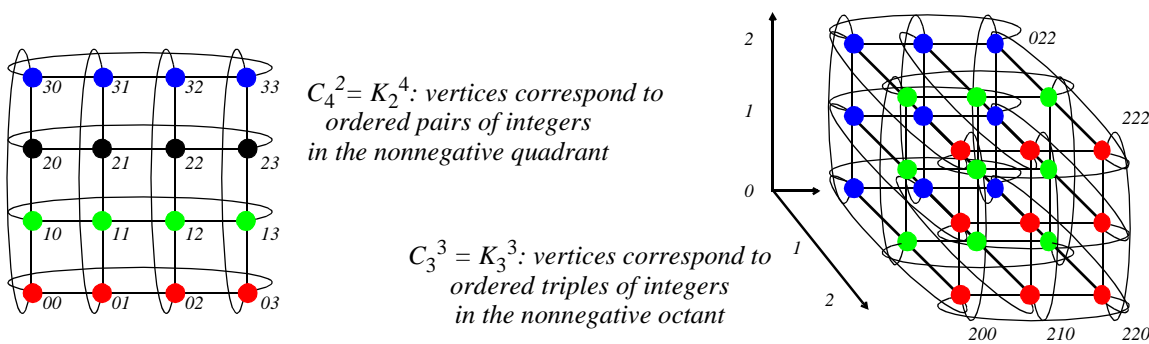 30 31 32 33
20 21 22 23
10 11 12 13
00 01 02 03
C₄² = K₂⁴: vertices correspond to
ordered pairs of integers
in the nonnegative quadrant
C₃³ = K₃³: vertices correspond to
ordered triples of integers
in the nonnegative octant
2
1
0
1
2
022
222
200 210 220